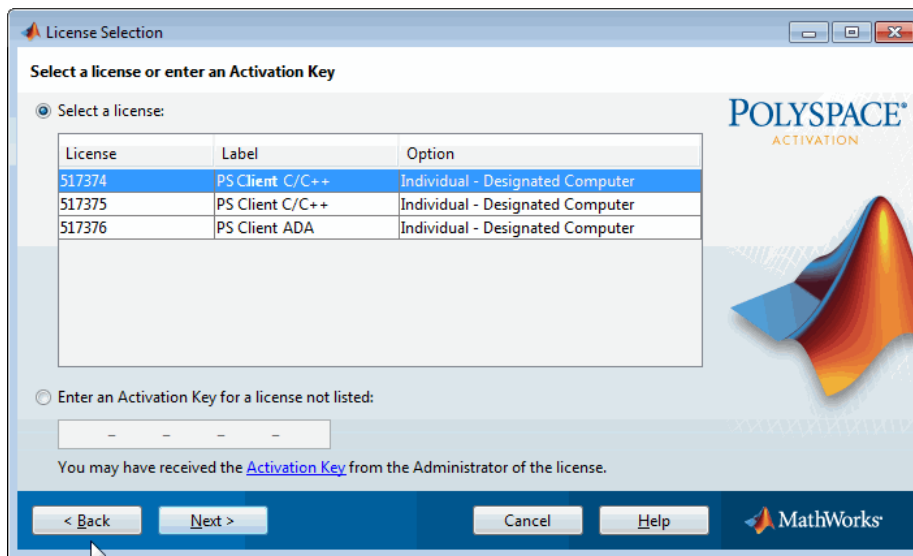 License Selection
Select a license or enter an Activation Key
Select a license:
POLYSPACE®
ACTIVATION
License Label Option
517374 PS Client C/C++ Individual - Designated Computer
517375 PS Client C/C++ Individual - Designated Computer
517376 PS Client ADA Individual - Designated Computer
Enter an Activation Key for a license not listed:
– – – –
You may have received the Activation Key from the Administrator of the license.
< Back Next > Cancel Help MathWorks®